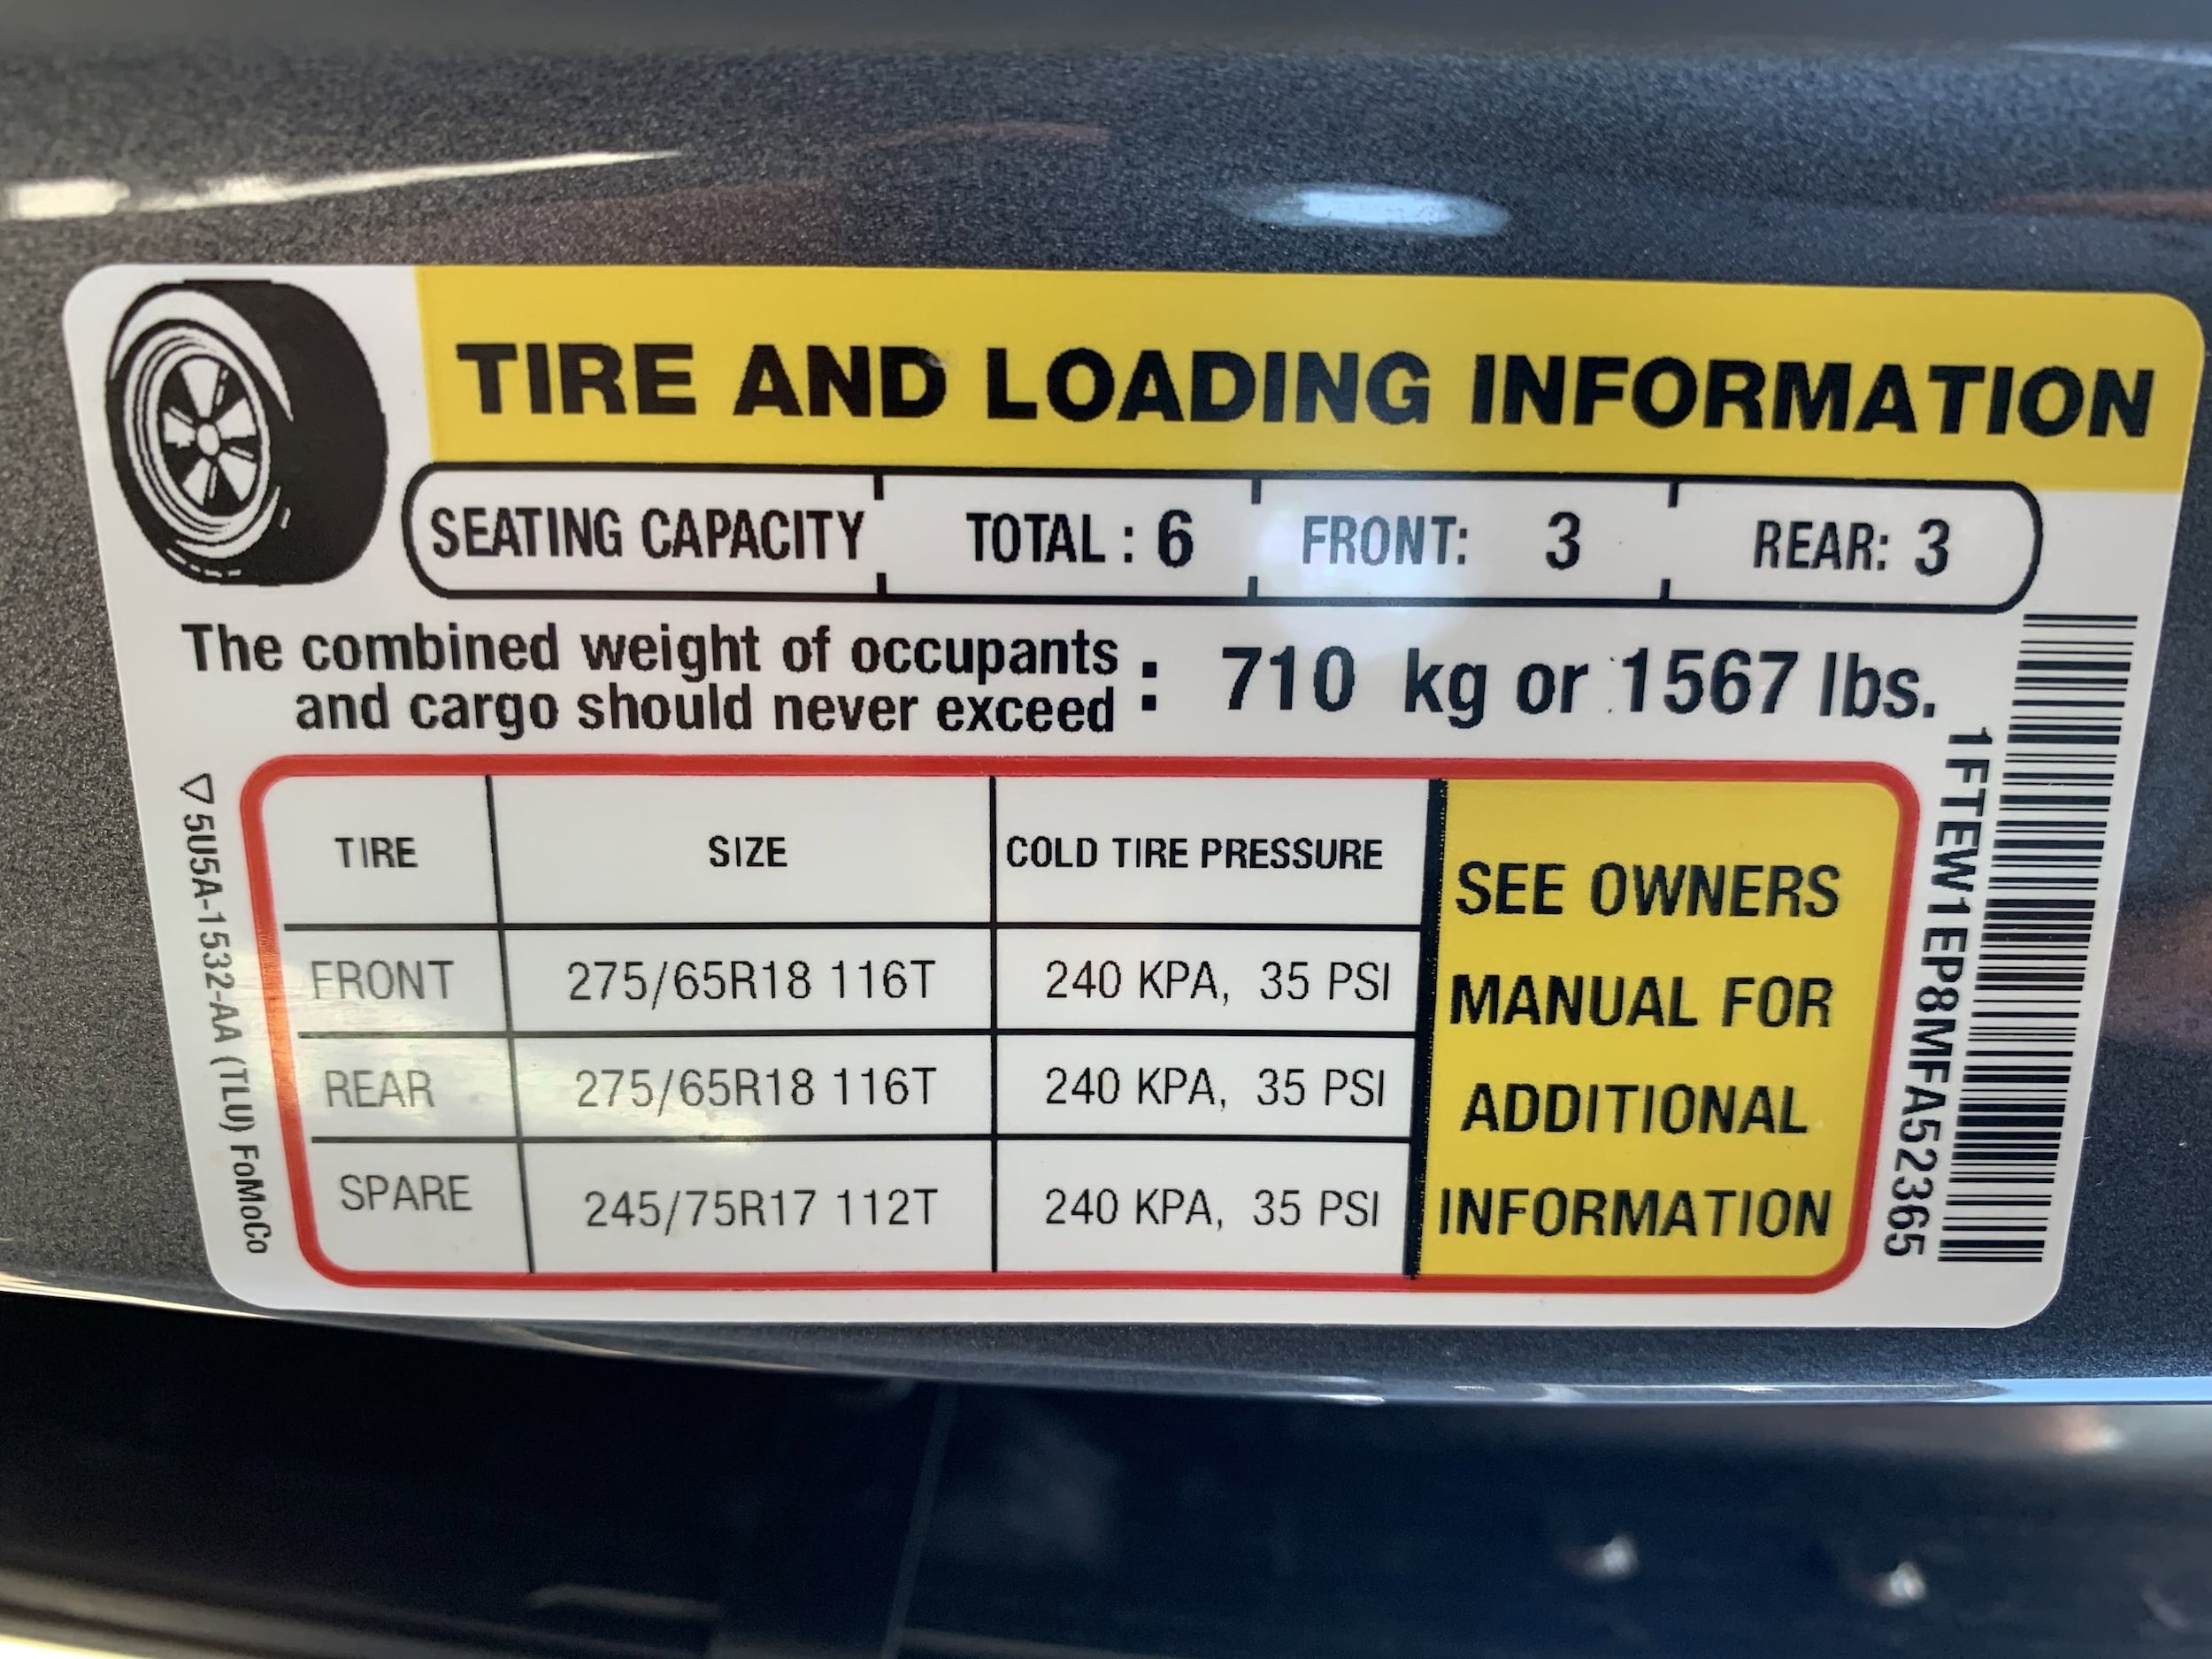 TIRE AND LOADING INFORMATION
SEATING CAPACITY TOTAL : 6 FRONT: 3 REAR: 3
The combined weight of occupants
and cargo should never exceed : 710 kg or 1567 lbs.
TIRE SIZE COLD TIRE PRESSURE
FRONT 275/65R18 116T 240 KPA, 35 PSI
REAR 275/65R18 116T 240 KPA, 35 PSI
SPARE 245/75R17 112T 240 KPA, 35 PSI
SEE OWNERS
MANUAL FOR
ADDITIONAL
INFORMATION
5U5A-1532-AA (TLU) FoMoCo
1FTEW1EP8MFA52365